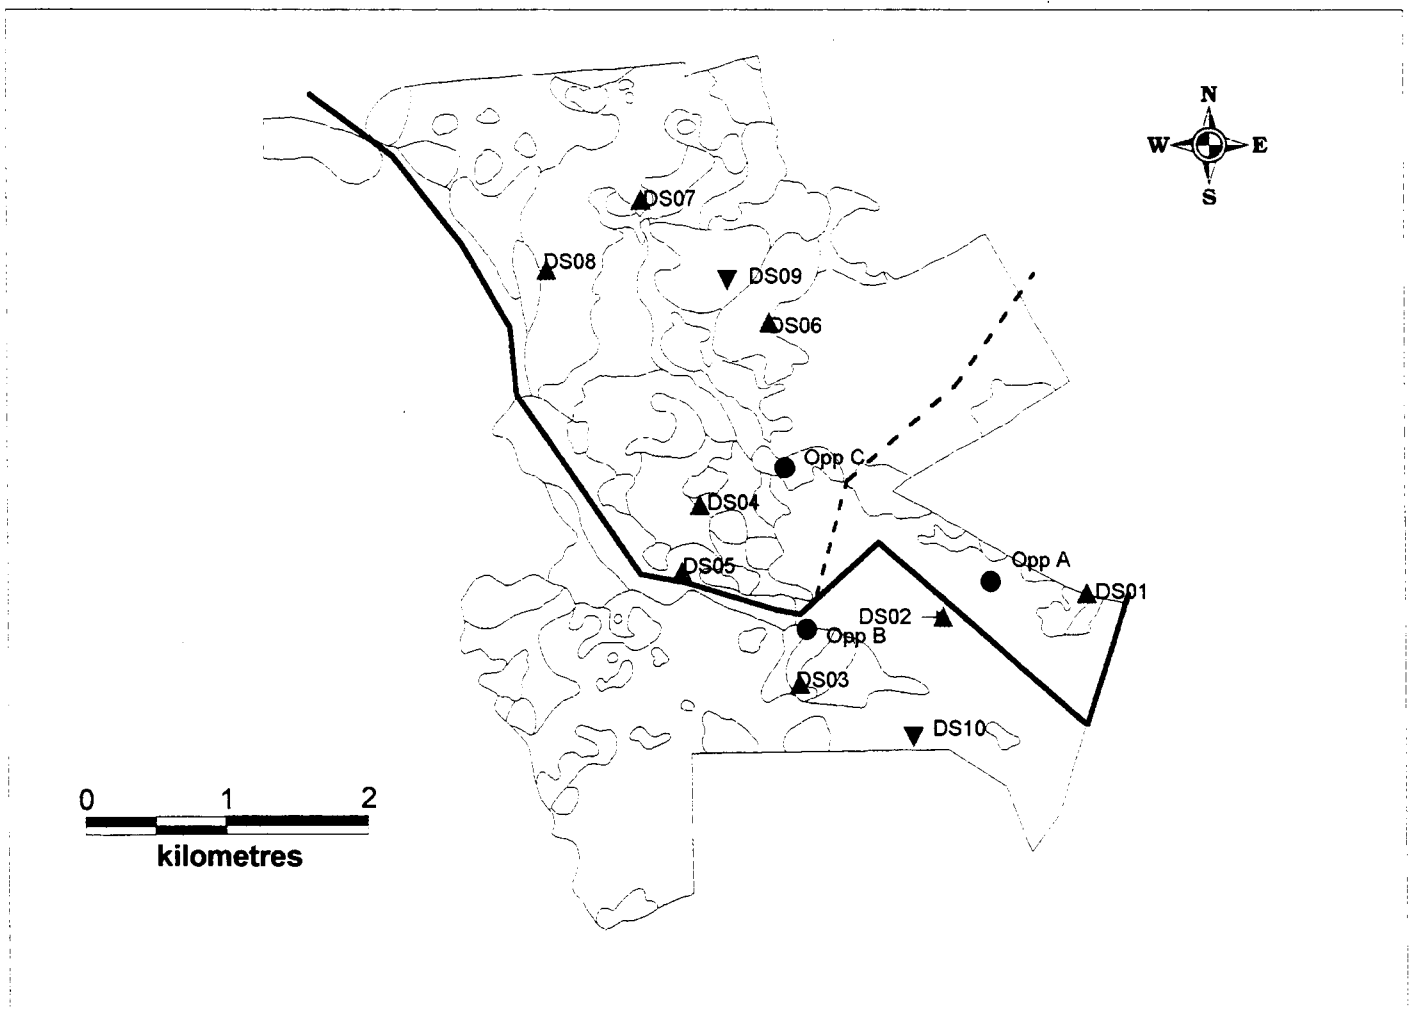 N
W E
S
DS07
DS08
DS09
DS06
Opp C
DS04
Opp A
DS05
DS01
DS02
Opp B
DS03
DS10
0 1 2
kilometres